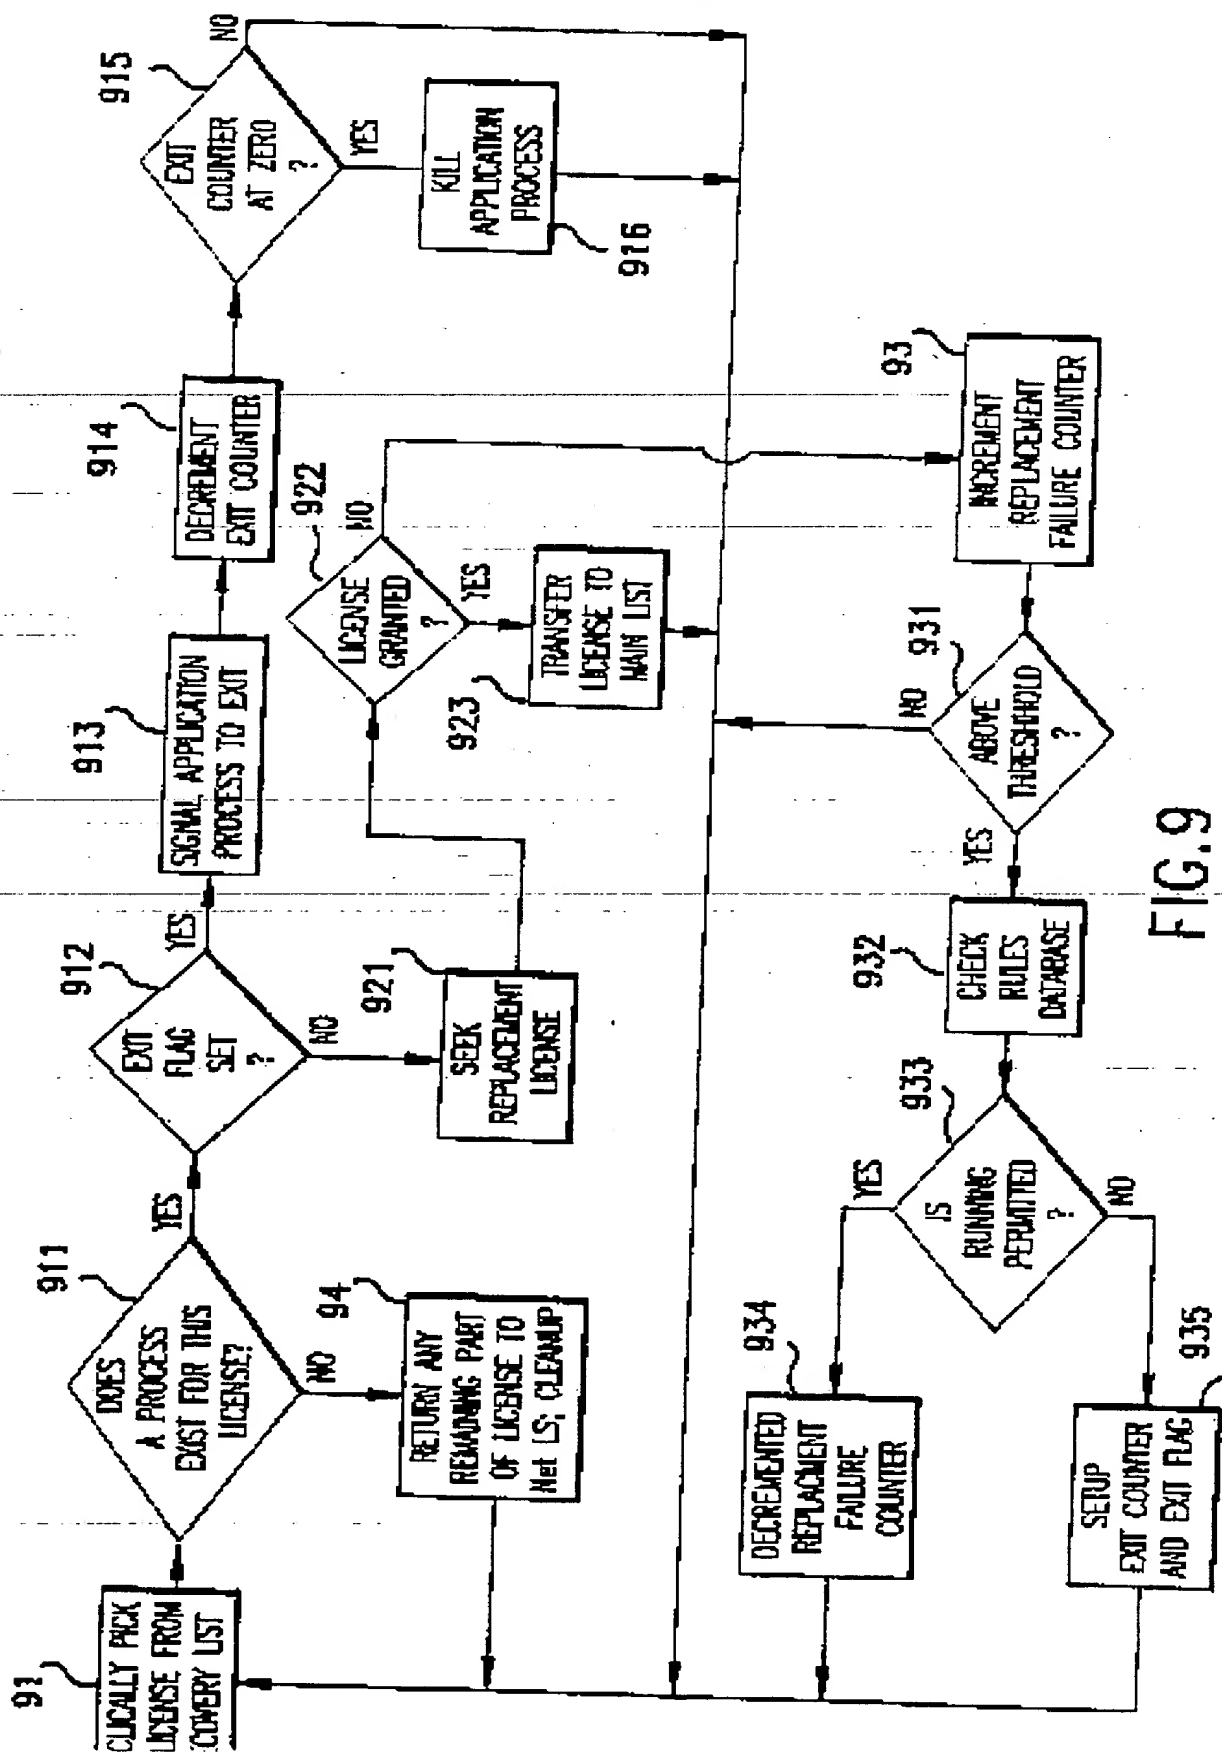 91
CLICALLY PICK
LICENSE FROM
COVERY LIST
911
DOES
A PROCESS
EXIST FOR THIS
LICENSE?
YES
NO
94
RETURN ANY
REMAINING PART
OF LICENSE TO
Net LS; CLEANUP
912
EXIT
FLAG
SET
?
YES
NO
913
SIGNAL APPLICATION
PROCESS TO EXIT
914
DECREMENT
EXIT COUNTER
915
EXIT
COUNTER
AT ZERO
?
NO
YES
KILL
APPLICATION
PROCESS
916
921
SEEK
REPLACEMENT
LICENSE
922
LICENSE
GRANTED
?
NO
YES
TRANSFER
LICENSE TO
MAIN LIST
923
93
INCREMENT
REPLACEMENT
FAILURE COUNTER
931
ABOVE
THRESHHOLD
?
NO
YES
932
CHECK
RULES
DATABASE
933
IS
RUNNING
PERMITTED
?
YES
NO
934
DECREMENTED
REPLACMENT
FAILURE
COUNTER
935
SETUP
EXIT COUNTER
AND EXIT FLAG
FIG.9